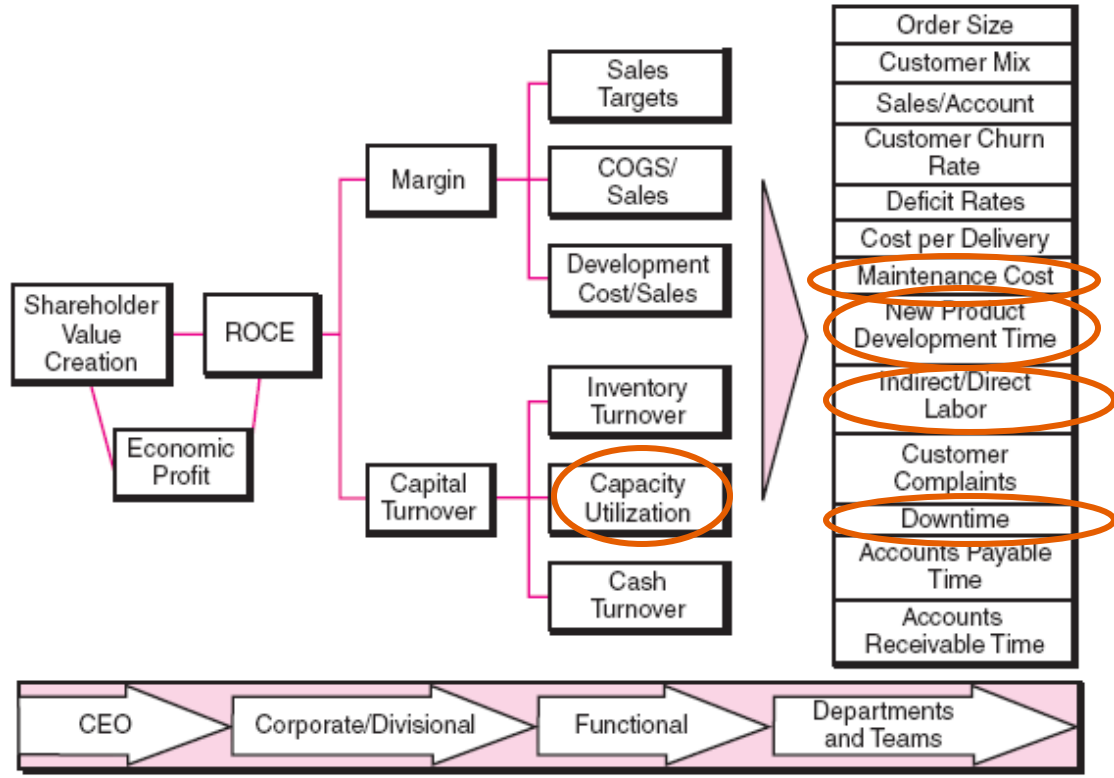 Shareholder
Value
Creation
ROCE
Economic
Profit
Margin
Capital
Turnover
Sales
Targets
COGS/
Sales
Development
Cost/Sales
Inventory
Turnover
Capacity
Utilization
Cash
Turnover
Order Size
Customer Mix
Sales/Account
Customer Churn
Rate
Deficit Rates
Cost per Delivery
Maintenance Cost
New Product
Development Time
Indirect/Direct
Labor
Customer
Complaints
Downtime
Accounts Payable
Time
Accounts
Receivable Time
CEO
Corporate/Divisional
Functional
Departments
and Teams